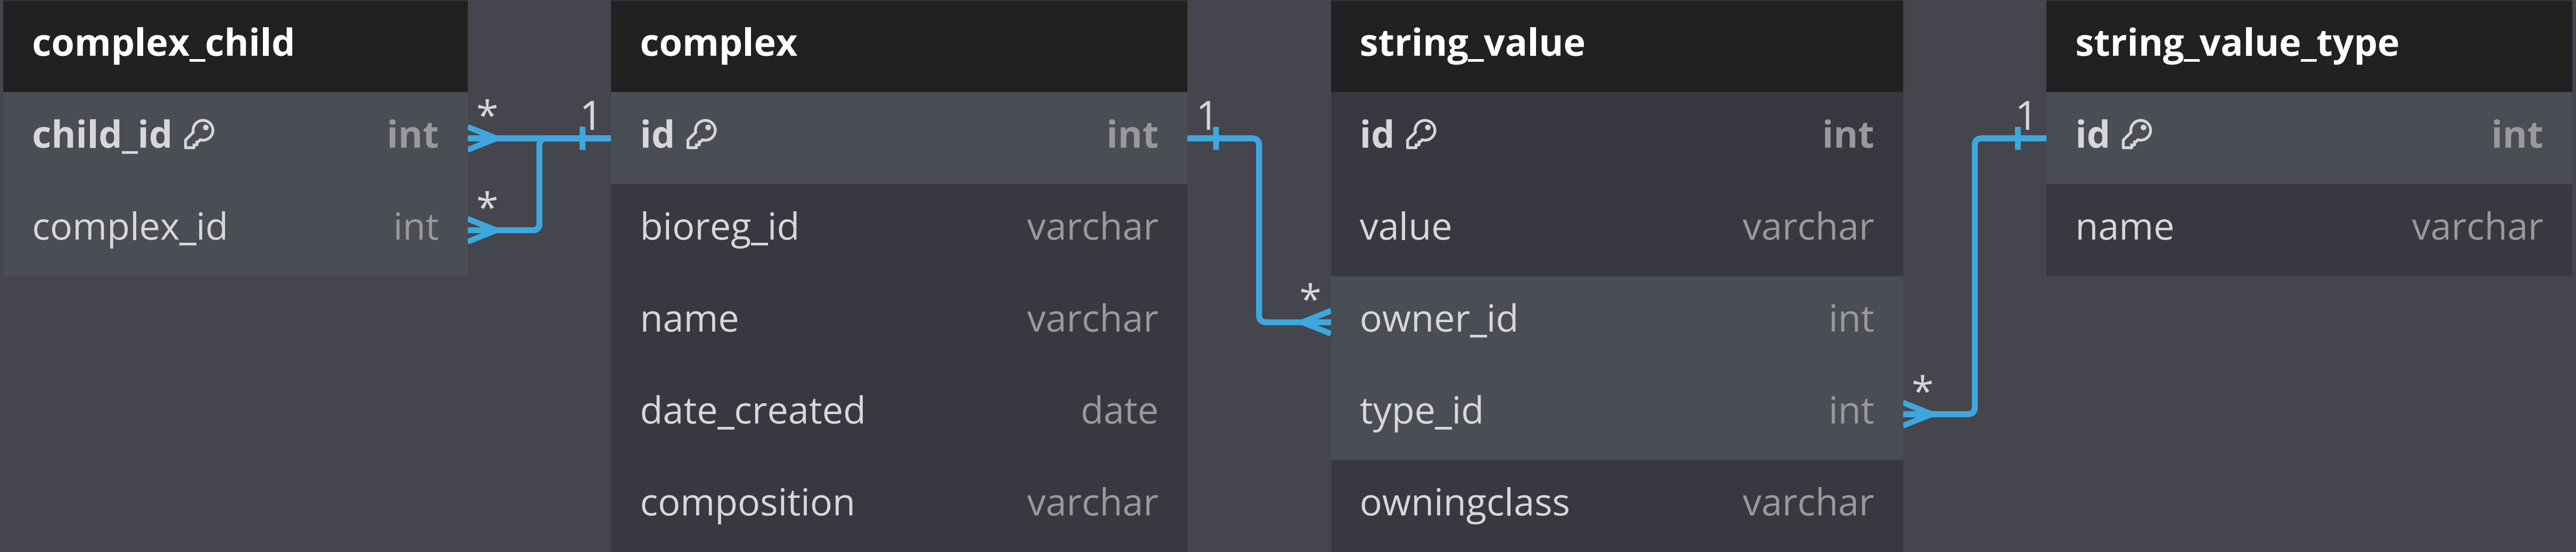 complex_child
child_id int
complex_id int
* 1
*
complex
id int
bioreg_id varchar
name varchar
date_created date
composition varchar
1
*
string_value
id int
value varchar
owner_id int
type_id int
owningclass varchar
1
*
string_value_type
id int
name varchar